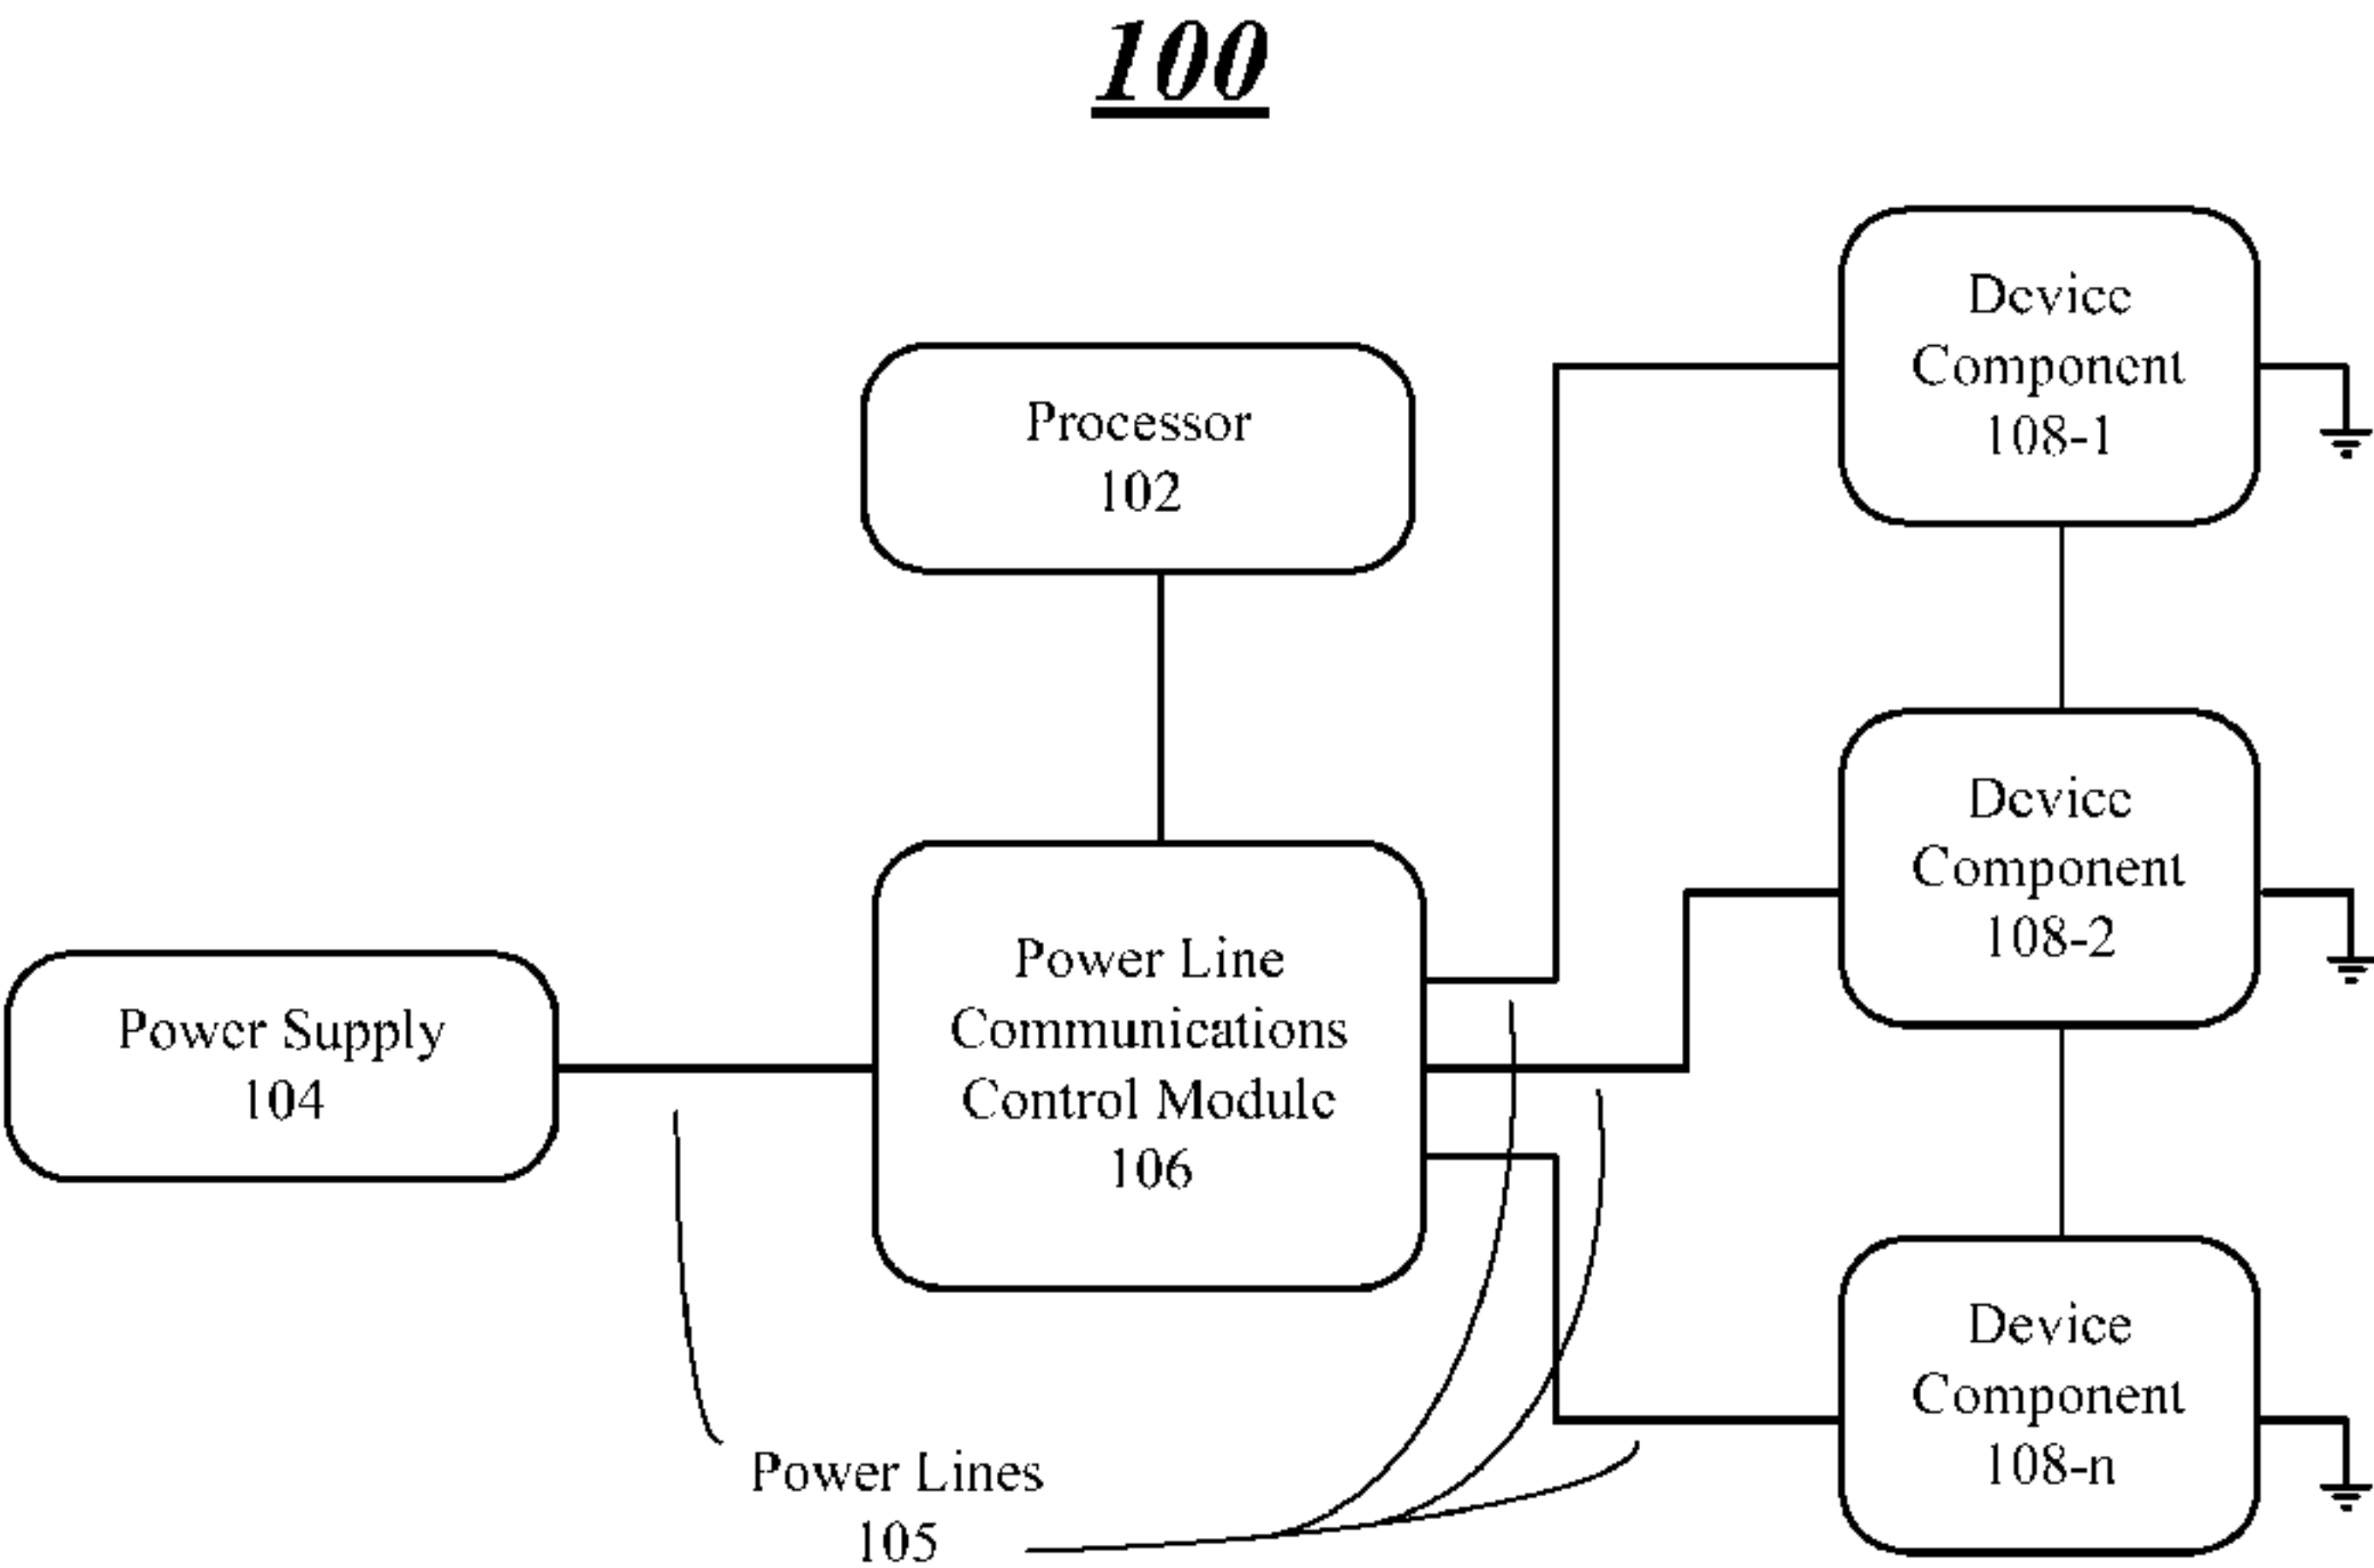 100
Device
Component
108-1
Processor
102
Device
Component
108-2
Power Line
Communications
Control Module
106
Power Supply
104
Device
Component
108-n
Power Lines
105